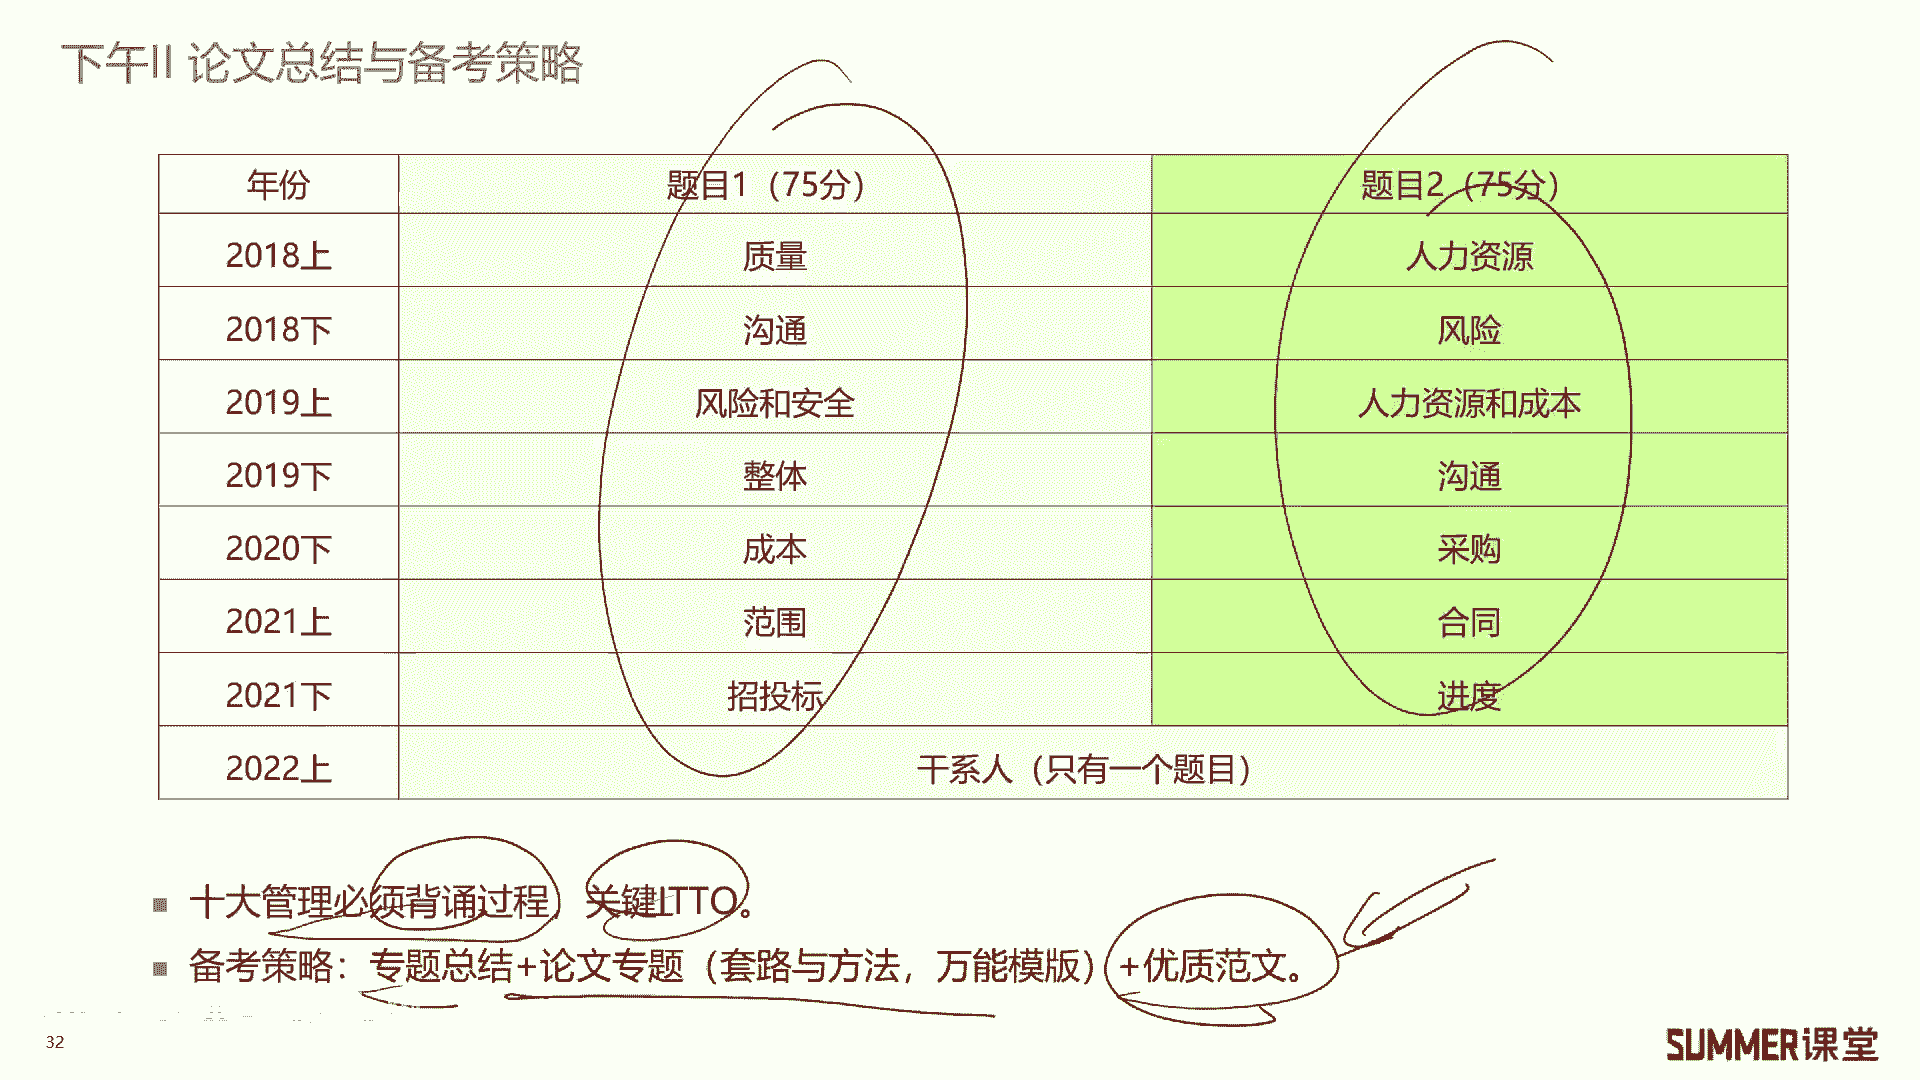 下午II 论文总结与备考策略
年份 题目1（75分） 题目2（75分）
2018上 质量 人力资源
2018下 沟通 风险
2019上 风险和安全 人力资源和成本
2019下 整体 沟通
2020下 成本 采购
2021上 范围 合同
2021下 招投标 进度
2022上 干系人（只有一个题目）
十大管理必须背诵过程，关键ITTO。
备考策略：专题总结+论文专题（套路与方法，万能模版）+优质范文。
32
SUMMER课堂